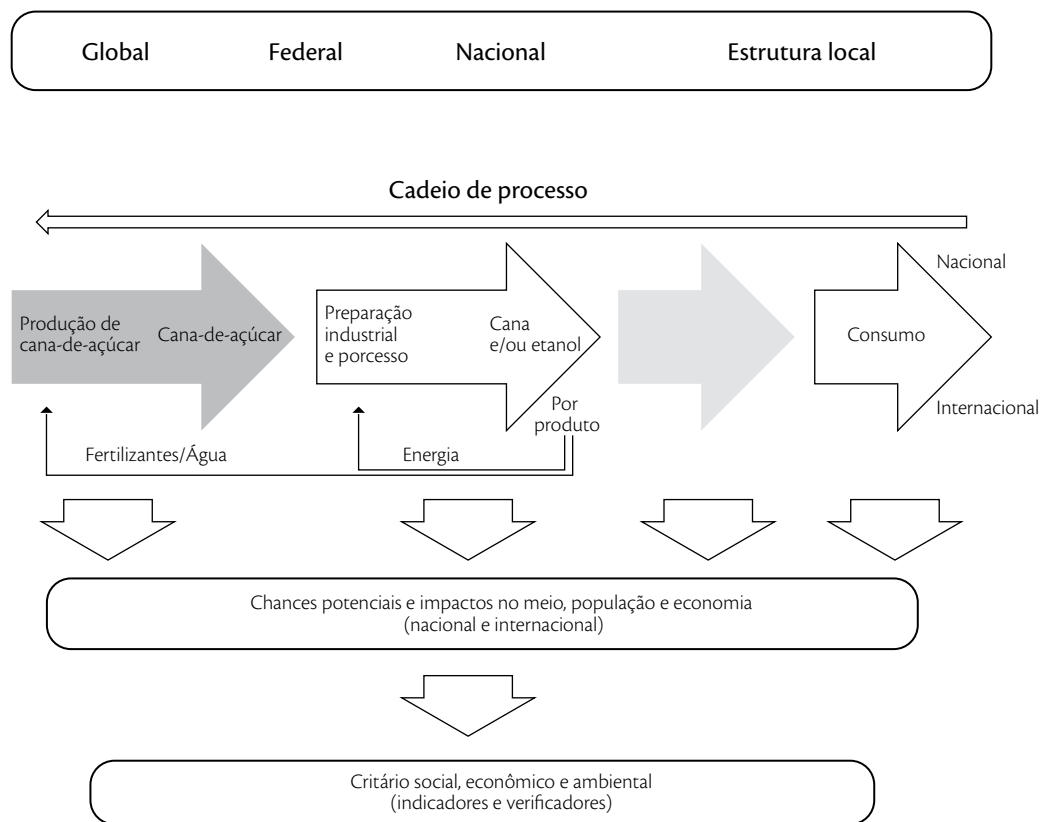 Global Federal Nacional Estrutura local
Cadeio de processo
Produção de
cana-de-açúcar
Cana-de-açúcar
Preparação
industrial
e porcesso
Cana
e/ou etanol
Por
produto
Consumo
Nacional
Internacional
Fertilizantes/Água
Energia
Chances potenciais e impactos no meio, população e economia
(nacional e internacional)
Critário social, econômico e ambiental
(indicadores e verificadores)